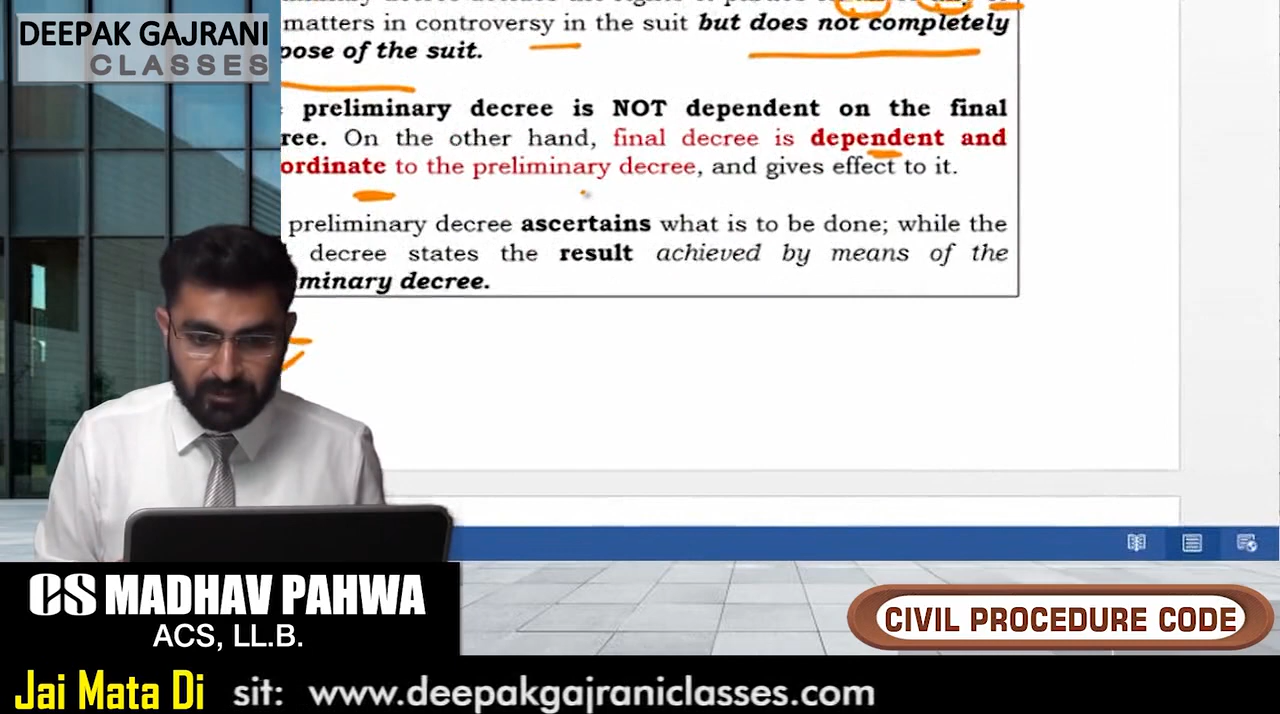 DEEPAK GAJRANI
CLASSES
matters in controversy in the suit but does not completely
pose of the suit.
preliminary decree is NOT dependent on the final
ree. On the other hand, final decree is dependent and
ordinate to the preliminary decree, and gives effect to it.
preliminary decree ascertains what is to be done; while the
decree states the result achieved by means of the
minary decree.
CS MADHAV PAHWA
ACS, LL.B.
CIVIL PROCEDURE CODE
Jai Mata Di sit: www.deepakgajraniclasses.com